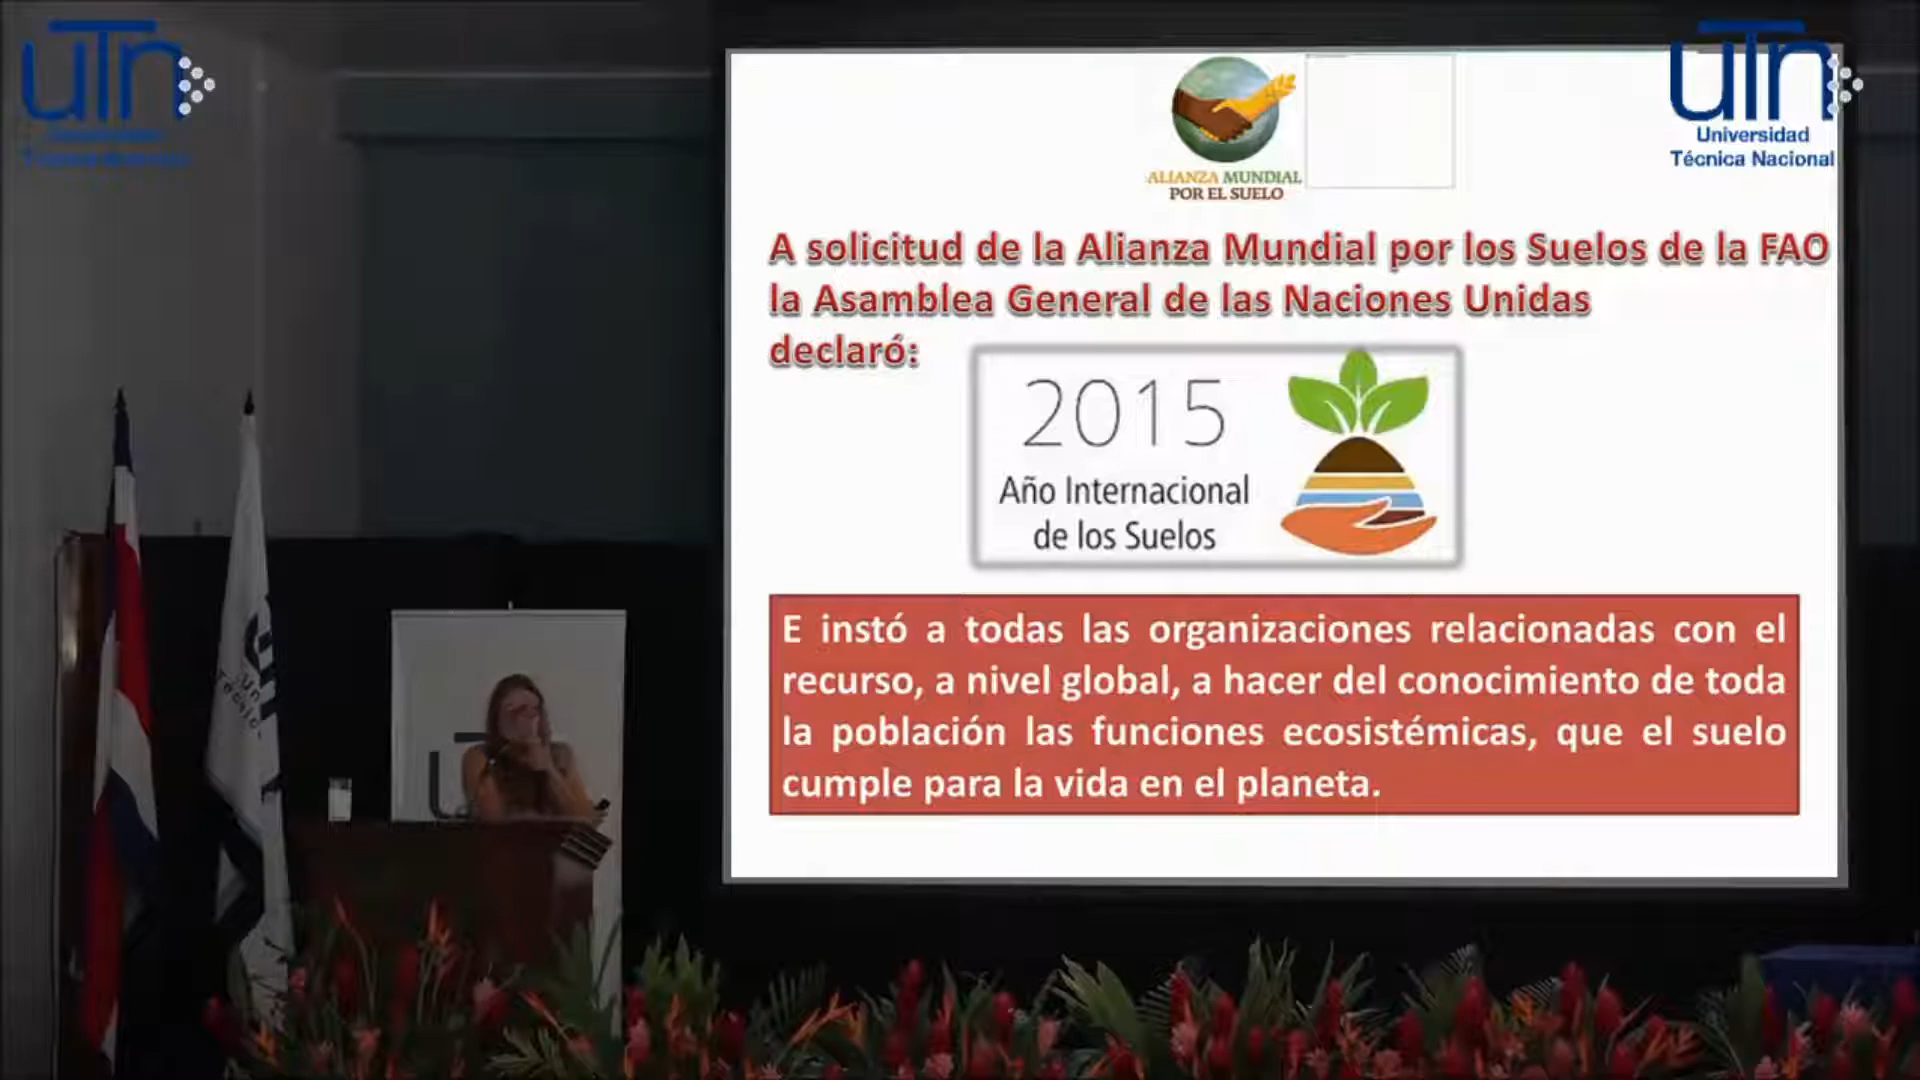 uTn
uTn
Universidad
Técnica Nacional
ALIANZA MUNDIAL
POR EL SUELO
A solicitud de la Alianza Mundial por los Suelos de la FAO
la Asamblea General de las Naciones Unidas
declaró:
2015
Año Internacional
de los Suelos
E instó a todas las organizaciones relacionadas con el
recurso, a nivel global, a hacer del conocimiento de toda
la población las funciones ecosistémicas, que el suelo
cumple para la vida en el planeta.